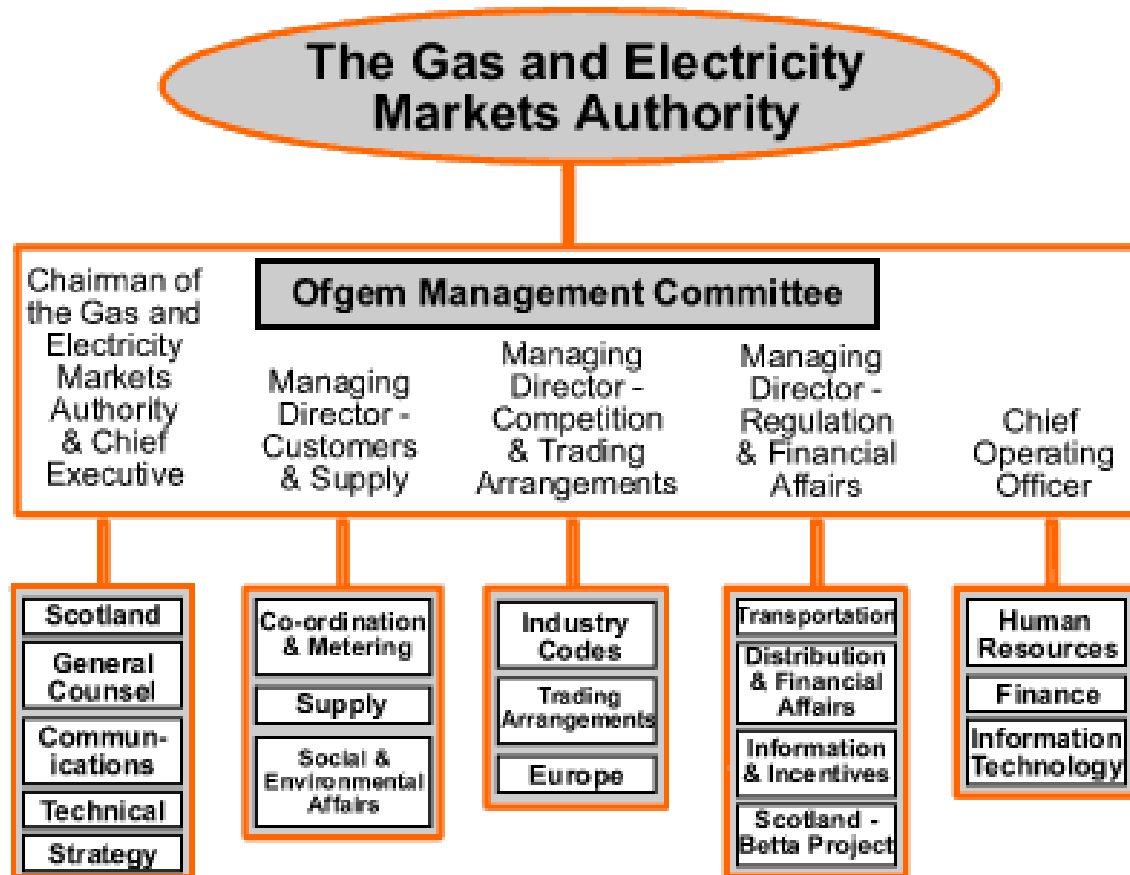 The Gas and Electricity
Markets Authority
Ofgem Management Committee
Chairman of
the Gas and
Electricity
Markets
Authority
& Chief
Executive
Managing
Director -
Customers
& Supply
Managing
Director -
Competition
& Trading
Arrangements
Managing
Director -
Regulation
& Financial
Affairs
Chief
Operating
Officer
Scotland
General
Counsel
Commun-
ications
Technical
Strategy
Co-ordination
& Metering
Supply
Social &
Environmental
Affairs
Industry
Codes
Trading
Arrangements
Europe
Transportation
Distribution
& Financial
Affairs
Information
& Incentives
Scotland -
Betta Project
Human
Resources
Finance
Information
Technology